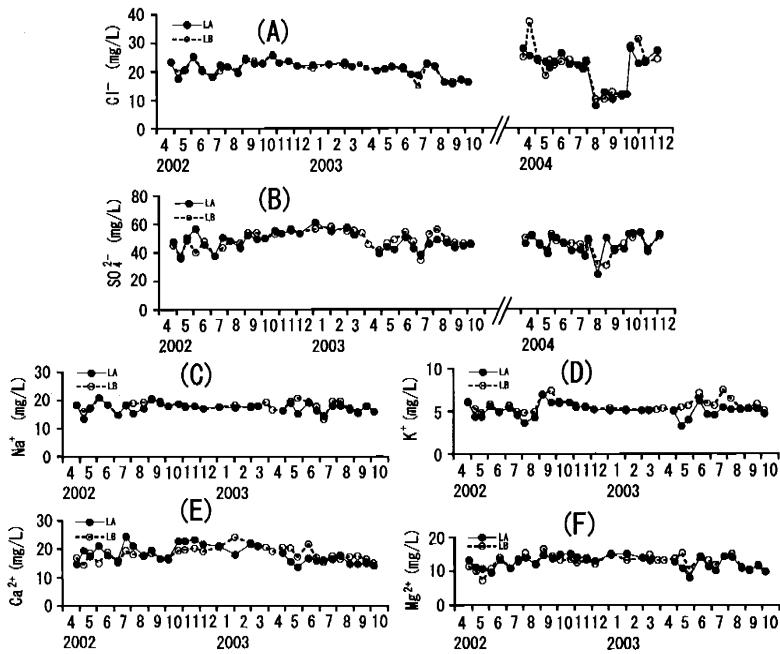 Cl⁻ (mg/L)
40
30
20
10
0
(A)
LA
LB
4 5 6 7 8 9 10 11 12 1 2 3 4 5 6 7 8 9 10
4 5 6 7 8 9 10 11 12
2002 2003 2004
SO₄²⁻ (mg/L)
80
60
40
20
0
(B)
LA
LB
4 5 6 7 8 9 10 11 12 1 2 3 4 5 6 7 8 9 10
4 5 6 7 8 9 10 11 12
2002 2003 2004
Na⁺ (mg/L)
30
20
10
0
(C)
LA
LB
4 5 6 7 8 9 10 11 12 1 2 3 4 5 6 7 8 9 10
2002 2003
K⁺ (mg/L)
10
5
0
(D)
LA
LB
4 5 6 7 8 9 10 11 12 1 2 3 4 5 6 7 8 9 10
Ca²⁺ (mg/L)
30
20
10
0
(E)
LA
LB
4 5 6 7 8 9 10 11 12 1 2 3 4 5 6 7 8 9 10
2002 2003
Mg²⁺ (mg/L)
20
10
0
(F)
LA
LB
4 5 6 7 8 9 10 11 12 1 2 3 4 5 6 7 8 9 10
2002 2003